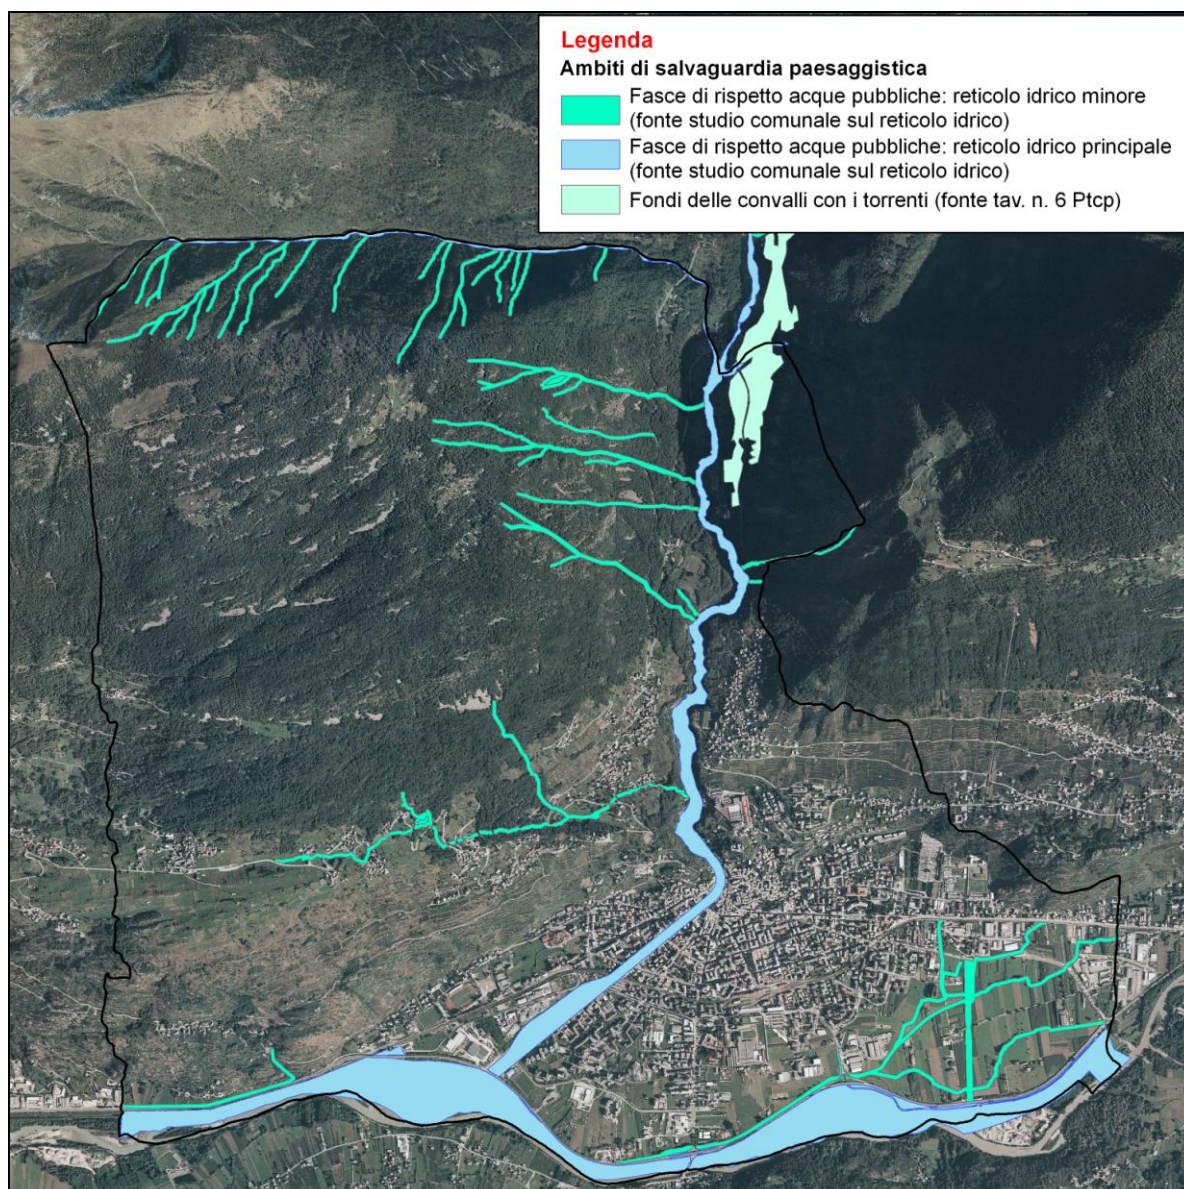 Legenda
Ambiti di salvaguardia paesaggistica
Fasce di rispetto acque pubbliche: reticolo idrico minore
(fonte studio comunale sul reticolo idrico)
Fasce di rispetto acque pubbliche: reticolo idrico principale
(fonte studio comunale sul reticolo idrico)
Fondi delle convalli con i torrenti (fonte tav. n. 6 Ptcp)